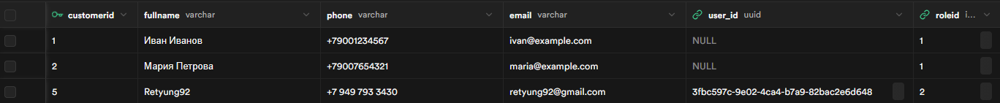 customerid fullname varchar phone varchar email varchar user_id uuid roleid i...
1 Иван Иванов +79001234567 ivan@example.com NULL 1
2 Мария Петрова +79007654321 maria@example.com NULL 1
5 Retyung92 +7 949 793 3430 retyung92@gmail.com 3fbc597c-9e02-4ca4-b7a9-82bac2e6d648 2